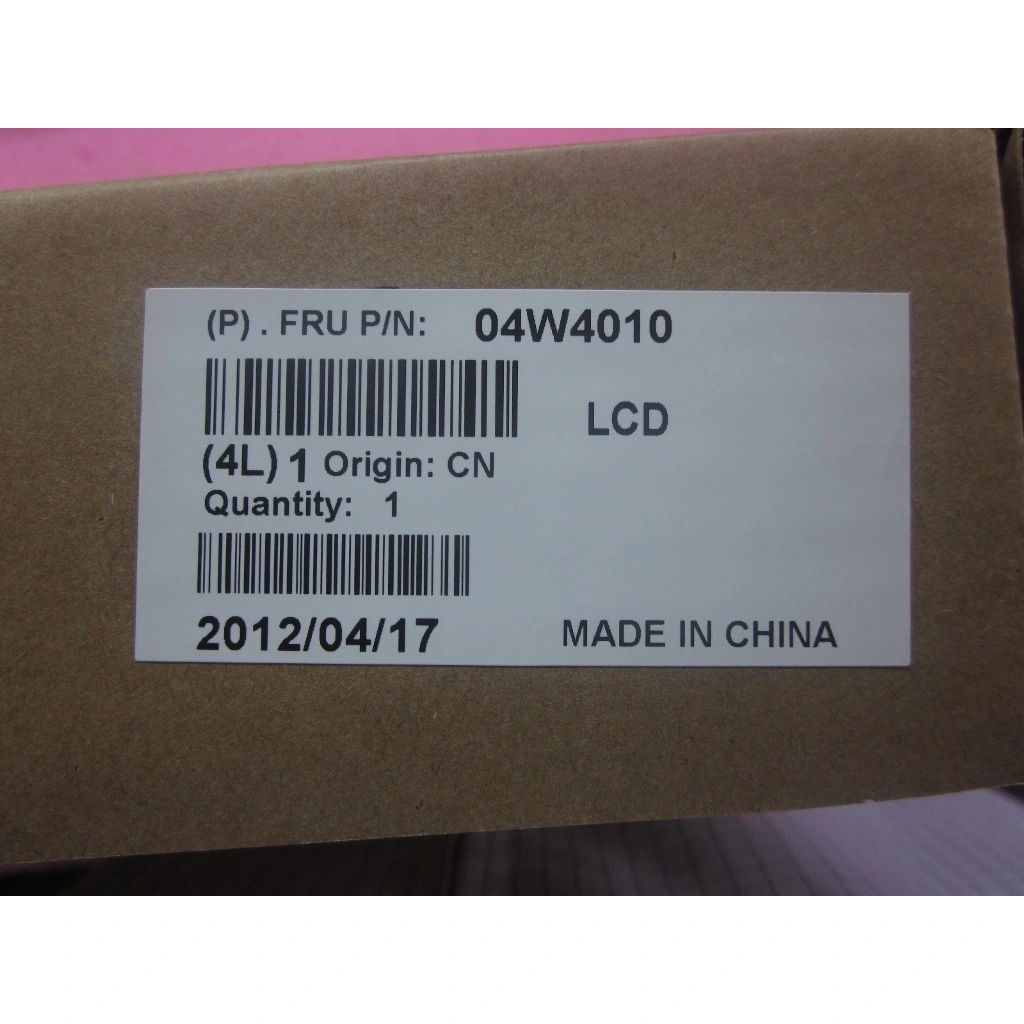 (P) . FRU P/N: 04W4010
LCD
(4L) 1 Origin: CN
Quantity: 1
2012/04/17 MADE IN CHINA